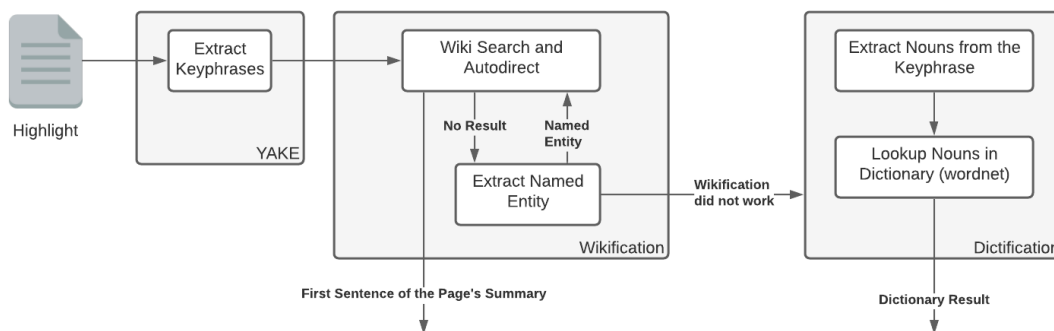 Highlight
Extract
Keyphrases
YAKE
Wiki Search and
Autodirect
No Result
Named
Entity
Extract Named
Entity
Wikification
First Sentence of the Page's Summary
Wikification
did not work
Extract Nouns from the
Keyphrase
Lookup Nouns in
Dictionary (wordnet)
Dictification
Dictionary Result